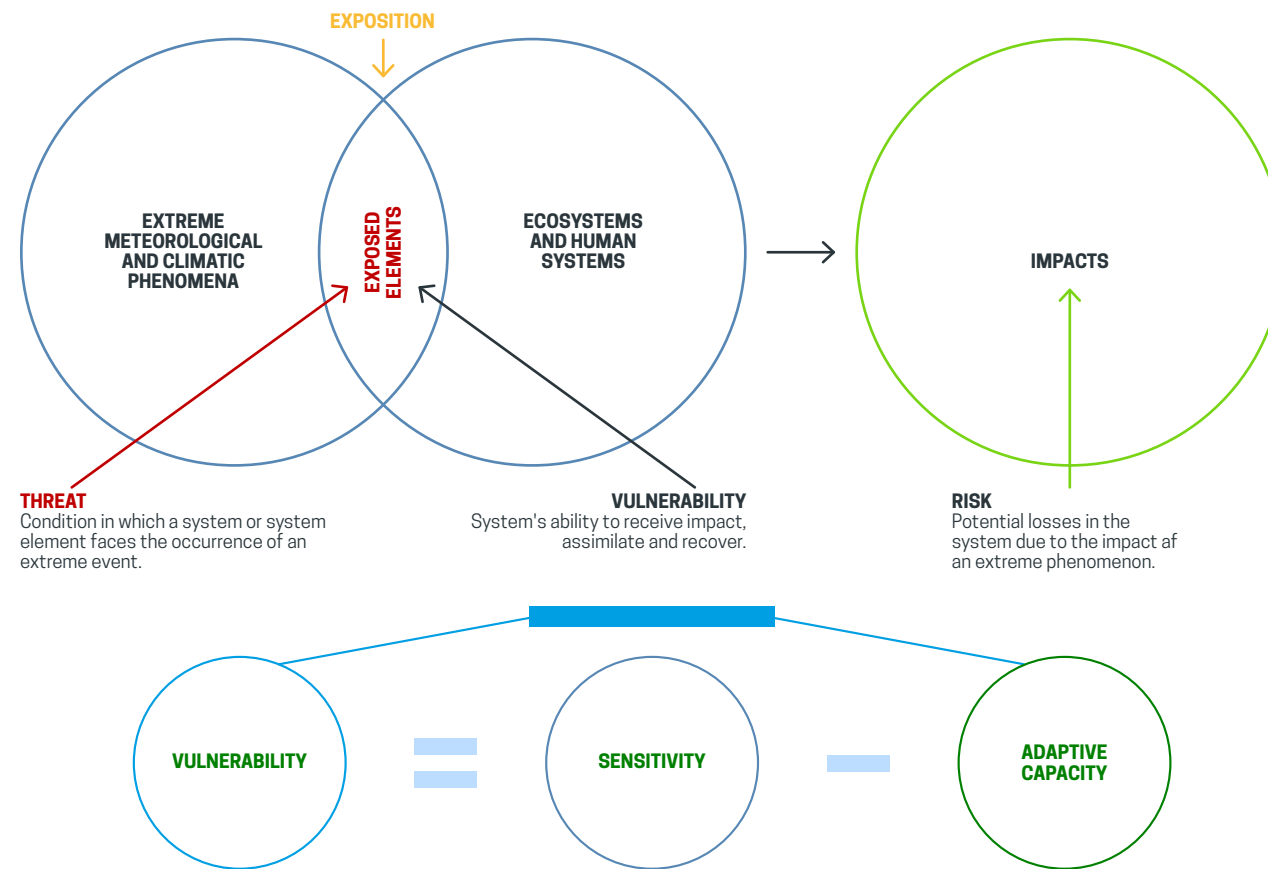 EXPOSITION
EXTREME
METEOROLOGICAL
AND CLIMATIC
PHENOMENA
EXPOSED
ELEMENTS
ECOSYSTEMS
AND HUMAN
SYSTEMS
IMPACTS
THREAT
Condition in which a system or system
element faces the occurrence of an
extreme event.
VULNERABILITY
System's ability to receive impact,
assimilate and recover.
RISK
Potential losses in the
system due to the impact af
an extreme phenomenon.
VULNERABILITY
SENSITIVITY
ADAPTIVE
CAPACITY